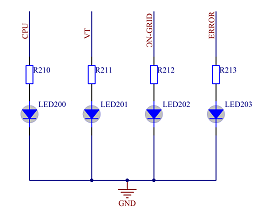 CPU
VT
ON-GRID
ERROR
R210
R211
R212
R213
LED200
LED201
LED202
LED203
GND